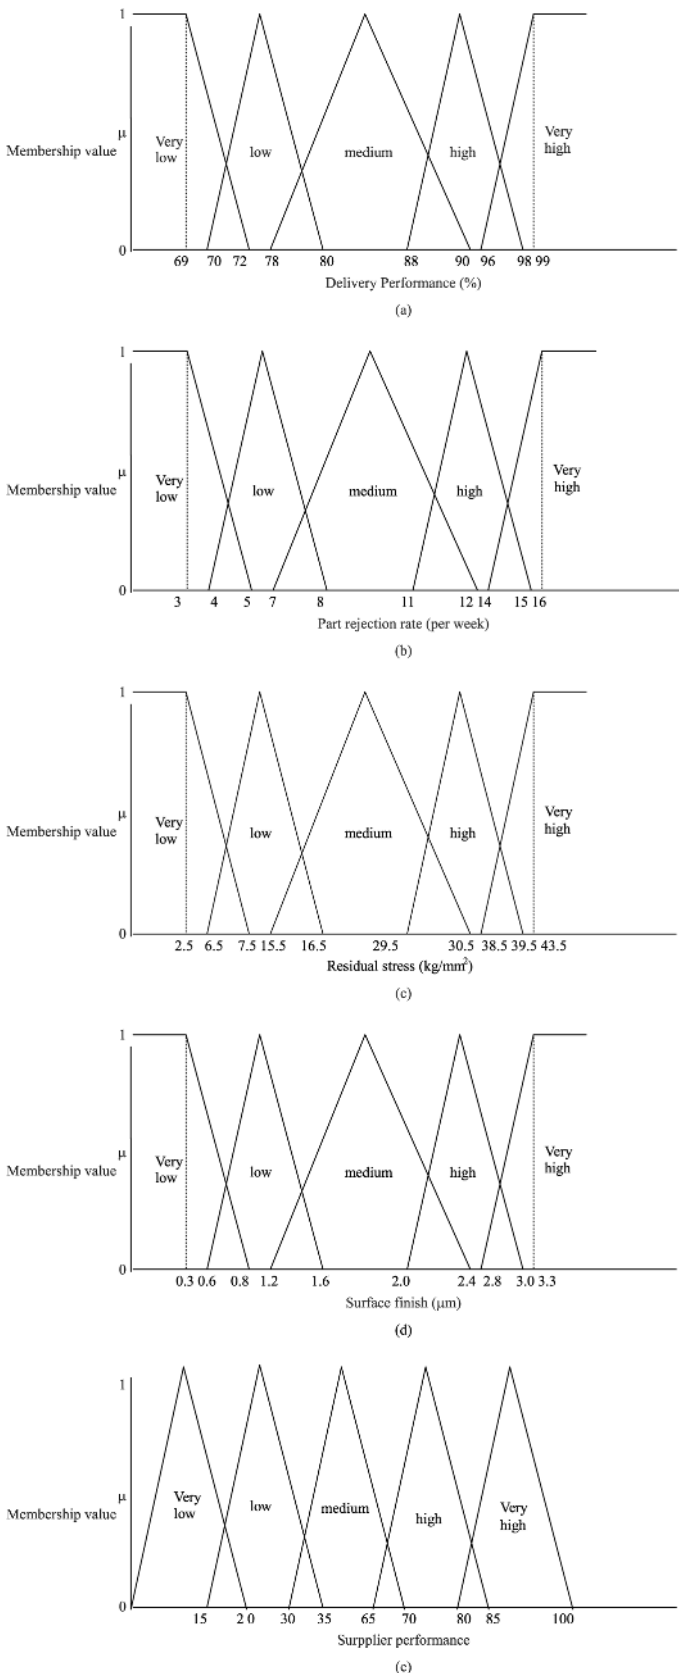 1
μ
Membership value
Very
low
low
medium
high
Very
high
0
69 70 72 78 80 88 90 96 98 99
Delivery Performance (%)
(a)
1
μ
Membership value
Very
low
low
medium
high
Very
high
0
3 4 5 7 8 11 12 14 15 16
Part rejection rate (per week)
(b)
1
μ
Membership value
Very
low
low
medium
high
Very
high
0
2.5 6.5 7.5 15.5 16.5 29.5 30.5 38.5 39.5 43.5
Residual stress (kg/mm²)
(c)
1
μ
Membership value
Very
low
low
medium
high
Very
high
0
0.3 0.6 0.8 1.2 1.6 2.0 2.4 2.8 3.0 3.3
Surface finish (μm)
(d)
1
μ
Membership value
Very
low
low
medium
high
Very
high
0
15 2 0 30 35 65 70 80 85 100
Surpplier performance
(e)